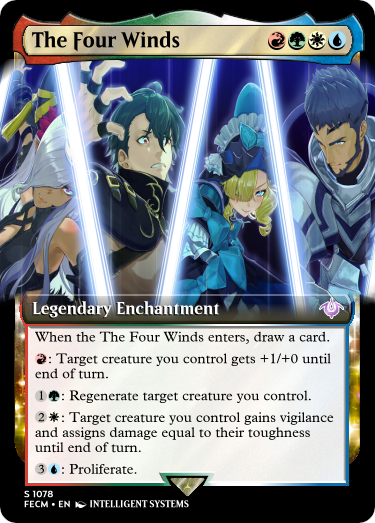 The Four Winds
Legendary Enchantment
When the The Four Winds enters, draw a card.
: Target creature you control gets +1/+0 until
end of turn.
1 : Regenerate target creature you control.
2 : Target creature you control gains vigilance
and assigns damage equal to their toughness
until end of turn.
3 : Proliferate.
S 1078
FECM • EN INTELLIGENT SYSTEMS